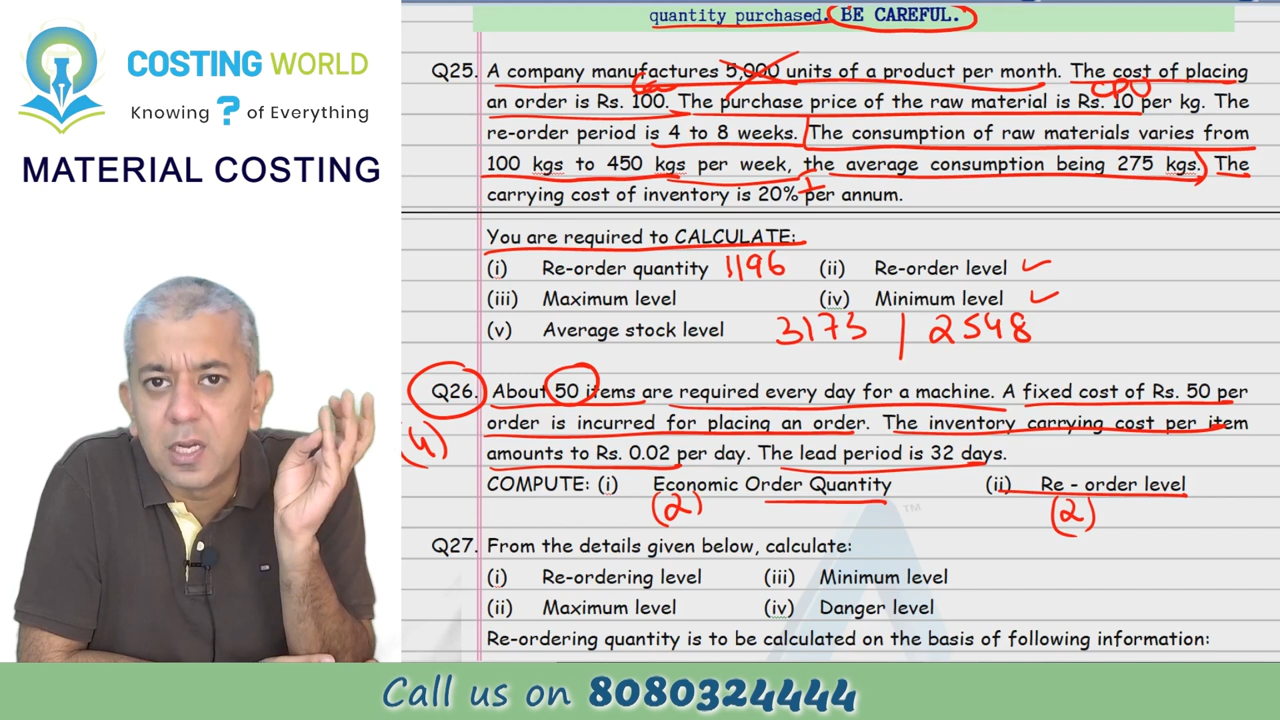 quantity purchased. BE CAREFUL.
COSTING WORLD
Knowing ? of Everything
MATERIAL COSTING
Q25. A company manufactures 5,000 units of a product per month. The cost of placing
an order is Rs. 100. The purchase price of the raw material is Rs. 10 per kg. The
CPU
re-order period is 4 to 8 weeks. The consumption of raw materials varies from
100 kgs to 450 kgs per week, the average consumption being 275 kgs. The
carrying cost of inventory is 20% per annum.
You are required to CALCULATE:
(i) Re-order quantity 1196 (ii) Re-order level ✓
(iii) Maximum level (iv) Minimum level ✓
(v) Average stock level 3173 | 2548
Q26. About 50 items are required every day for a machine. A fixed cost of Rs. 50 per
order is incurred for placing an order. The inventory carrying cost per item
(4)
amounts to Rs. 0.02 per day. The lead period is 32 days.
COMPUTE: (i) Economic Order Quantity (ii) Re - order level
(2) (2)
TM
Q27. From the details given below, calculate:
(i) Re-ordering level (iii) Minimum level
(ii) Maximum level (iv) Danger level
Re-ordering quantity is to be calculated on the basis of following information:
Call us on 8080324444